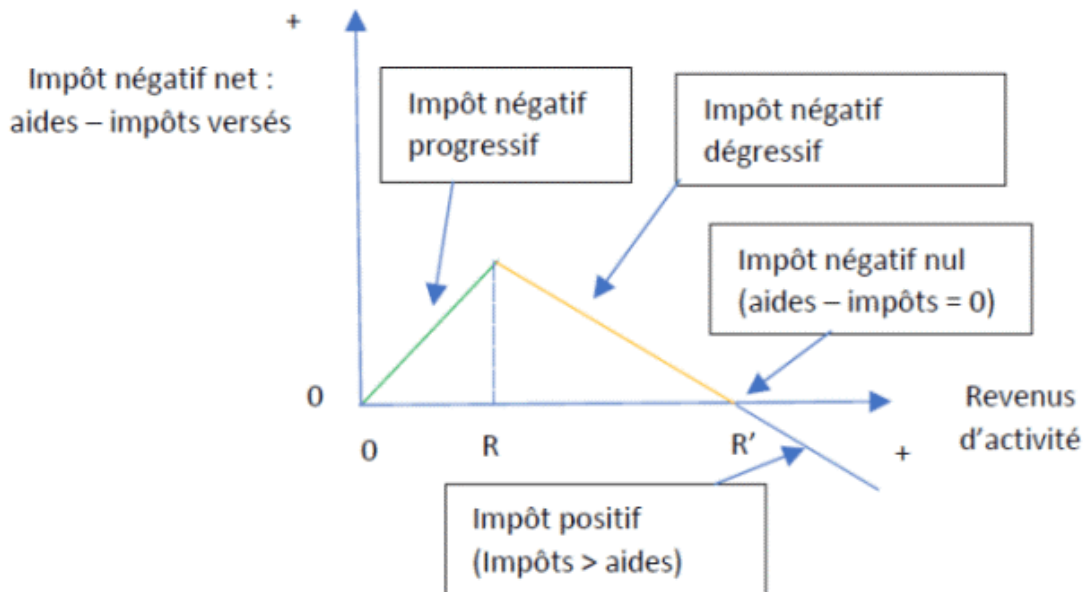 +
Impôt négatif net :
aides – impôts versés
Impôt négatif
progressif
Impôt négatif
dégressif
Impôt négatif nul
(aides – impôts = 0)
0
Revenus
d’activité
0
R
R’
+
Impôt positif
(Impôts > aides)